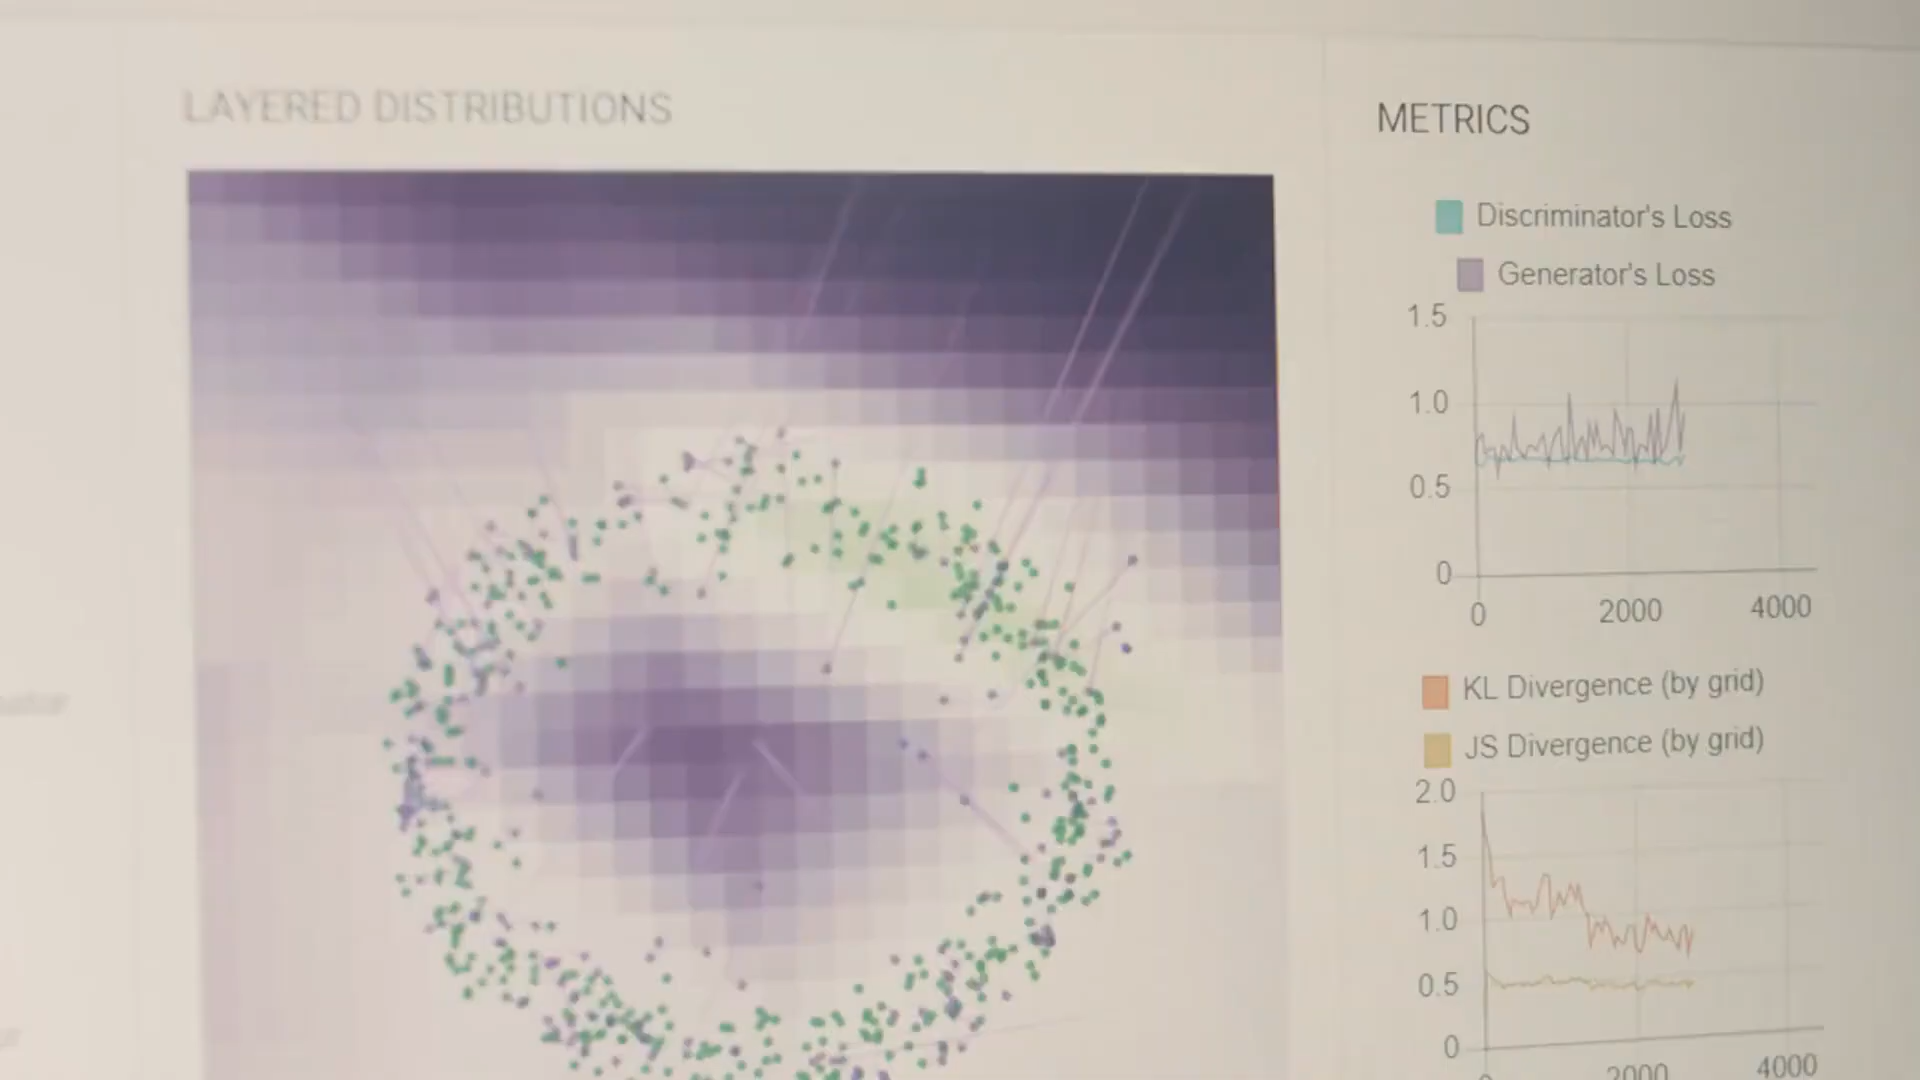 LAYERED DISTRIBUTIONS
METRICS
Discriminator's Loss
Generator's Loss
1.5
1.0
0.5
0
0
2000
4000
KL Divergence (by grid)
JS Divergence (by grid)
2.0
1.5
1.0
0.5
0
2000
4000